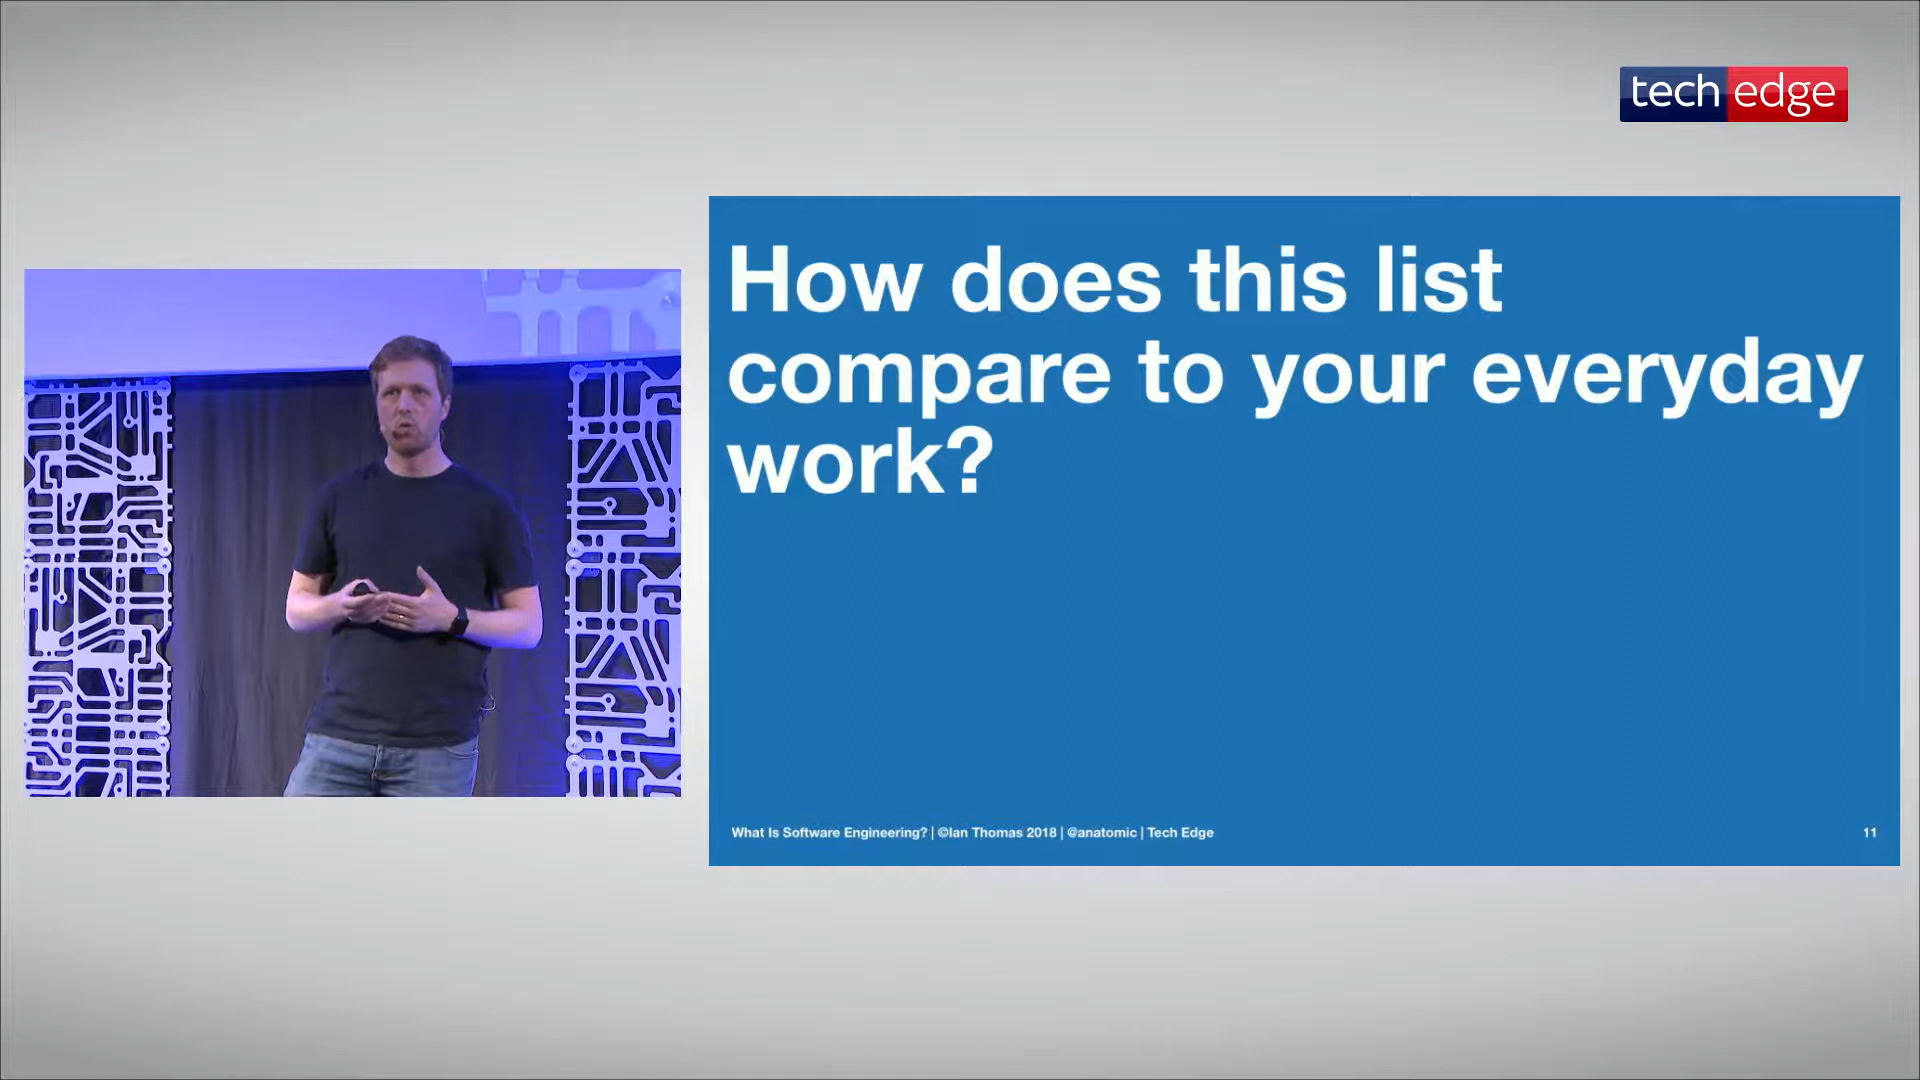 tech edge
How does this list
compare to your everyday
work?
What Is Software Engineering? | ©Ian Thomas 2018 | @anatomic | Tech Edge
11